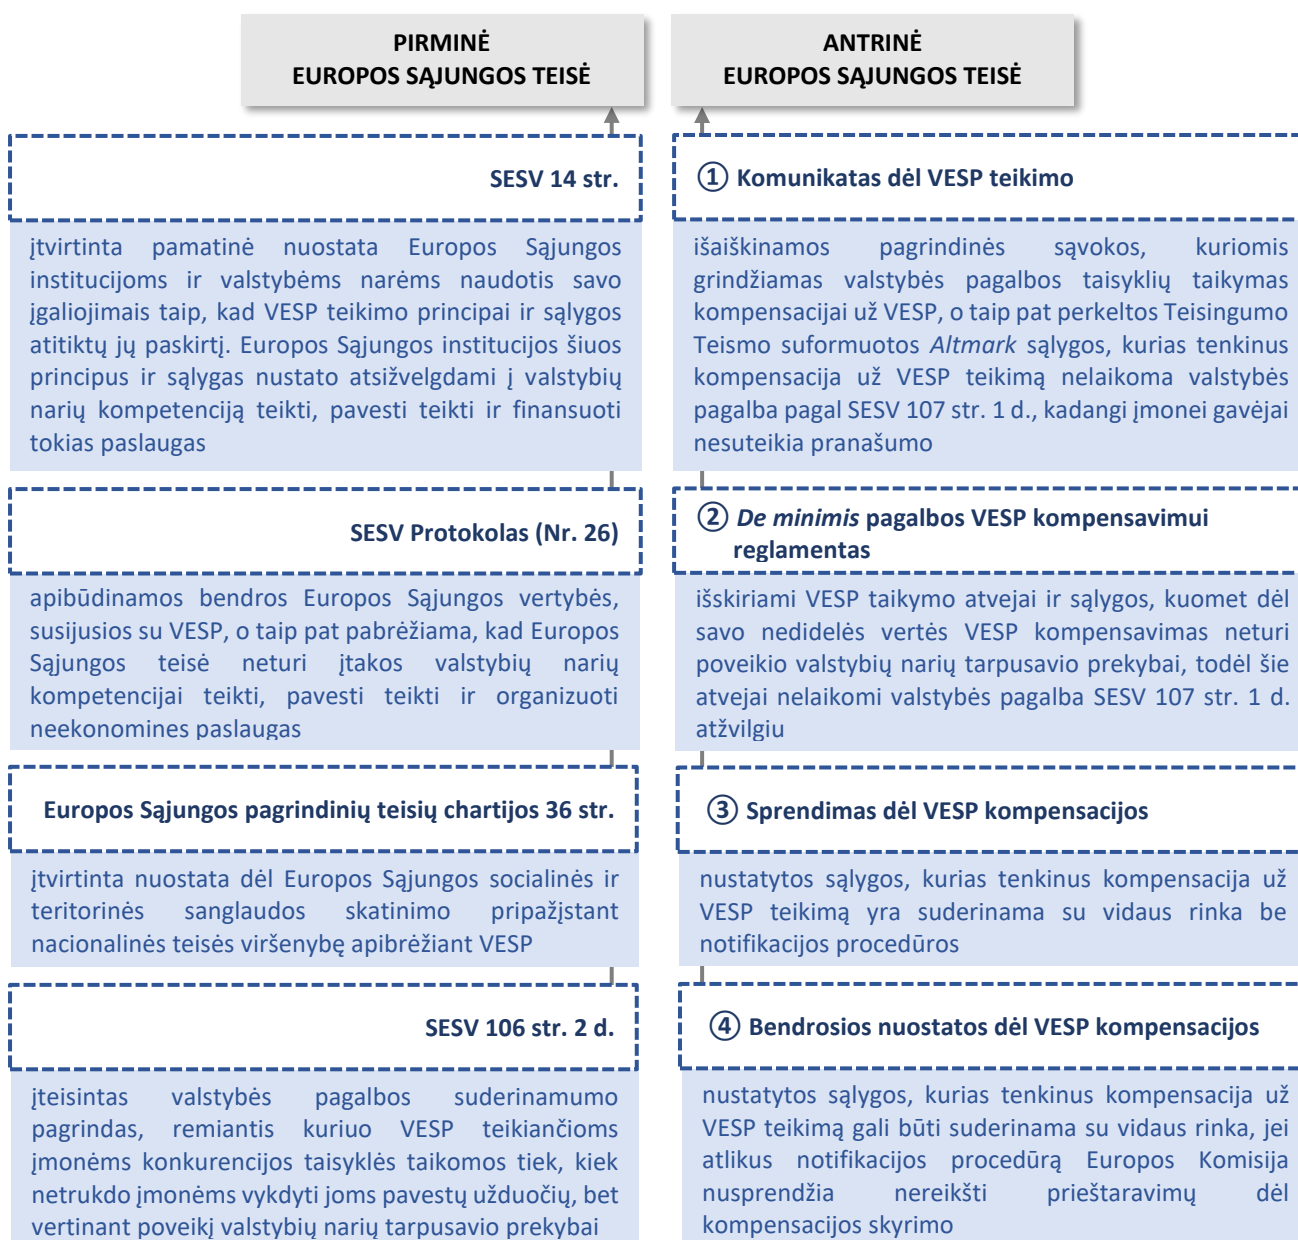 PIRMINĖ
EUROPOS SĄJUNGOS TEISĖ
SESV 14 str.
įtvirtinta pamatinė nuostata Europos Sąjungos
institucijoms ir valstybėms narėms naudotis savo
įgaliojimais taip, kad VESP teikimo principai ir sąlygos
atitiktų jų paskirtį. Europos Sąjungos institucijos šiuos
principus ir sąlygas nustato atsižvelgdami į valstybių
narių kompetenciją teikti, pavesti teikti ir finansuoti
tokias paslaugas
SESV Protokolas (Nr. 26)
apibūdinamos bendros Europos Sąjungos vertybės,
susijusios su VESP, o taip pat pabrėžiama, kad Europos
Sąjungos teisė neturi įtakos valstybių narių
kompetencijai teikti, pavesti teikti ir organizuoti
neekonomines paslaugas
Europos Sąjungos pagrindinių teisių chartijos 36 str.
įtvirtinta nuostata dėl Europos Sąjungos socialinės ir
teritorinės sanglaudos skatinimo pripažįstant
nacionalinės teisės viršenybę apibrėžiant VESP
SESV 106 str. 2 d.
įteisintas valstybės pagalbos suderinamumo
pagrindas, remiantis kuriuo VESP teikiančioms
įmonėms konkurencijos taisyklės taikomos tiek, kiek
netrukdo įmonėms vykdyti joms pavestų užduočių, bet
vertinant poveikį valstybių narių tarpusavio prekybai
ANTRINĖ
EUROPOS SĄJUNGOS TEISĖ
① Komunikatas dėl VESP teikimo
išaiškinamos pagrindinės sąvokos, kuriomis
grindžiamas valstybės pagalbos taisyklių taikymas
kompensacijai už VESP, o taip pat perkeltos Teisingumo
Teismo suformuotos Altmark sąlygos, kurias tenkinus
kompensacija už VESP teikimą nelaikoma valstybės
pagalba pagal SESV 107 str. 1 d., kadangi įmonei gavėjai
nesuteikia pranašumo
② De minimis pagalbos VESP kompensavimui
reglamentas
išskiriami VESP taikymo atvejai ir sąlygos, kuomet dėl
savo nedidelės vertės VESP kompensavimas neturi
poveikio valstybių narių tarpusavio prekybai, todėl šie
atvejai nelaikomi valstybės pagalba SESV 107 str. 1 d.
atžvilgiu
③ Sprendimas dėl VESP kompensacijos
nustatytos sąlygos, kurias tenkinus kompensacija už
VESP teikimą yra suderinama su vidaus rinka be
notifikacijos procedūros
④ Bendrosios nuostatos dėl VESP kompensacijos
nustatytos sąlygos, kurias tenkinus kompensacija už
VESP teikimą gali būti suderinama su vidaus rinka, jei
atlikus notifikacijos procedūrą Europos Komisija
nusprendžia nereikšti prieštaravimų dėl
kompensacijos skyrimo